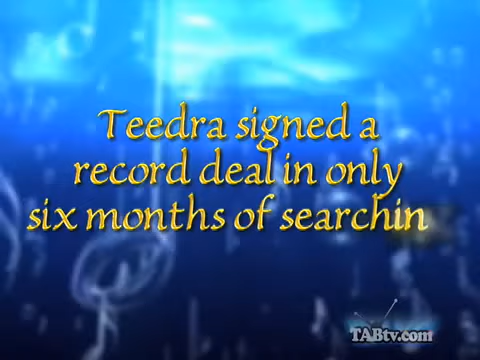 Teedra signed a
record deal in only
six months of searchin
TABtv.com